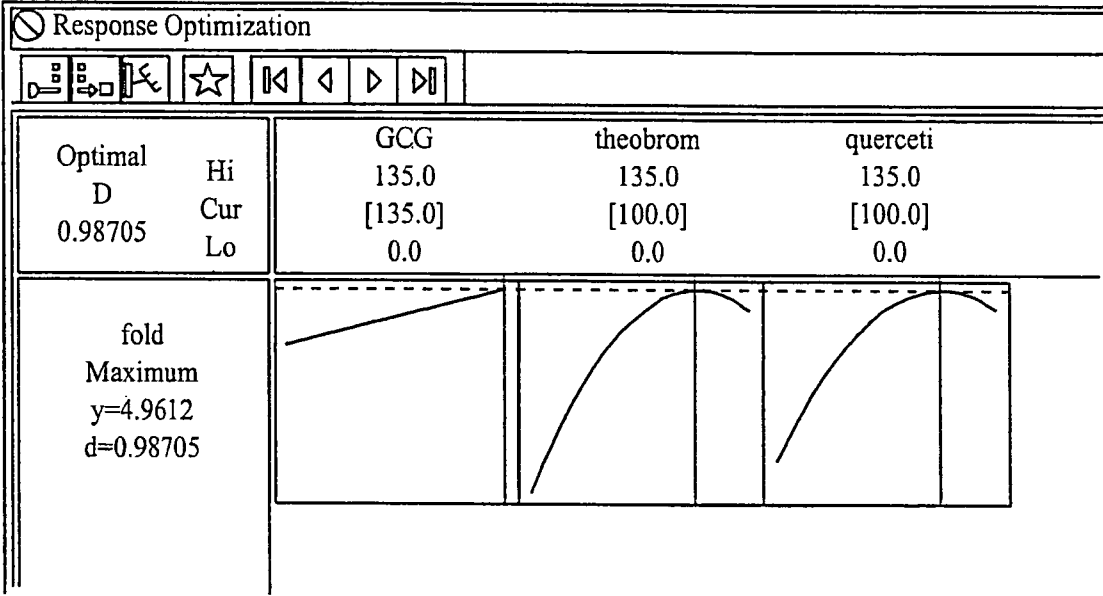 Response Optimization
Optimal
D
0.98705
Hi
Cur
Lo
GCG theobrom querceti
135.0 135.0 135.0
[135.0] [100.0] [100.0]
0.0 0.0 0.0
fold
Maximum
y=4.9612
d=0.98705